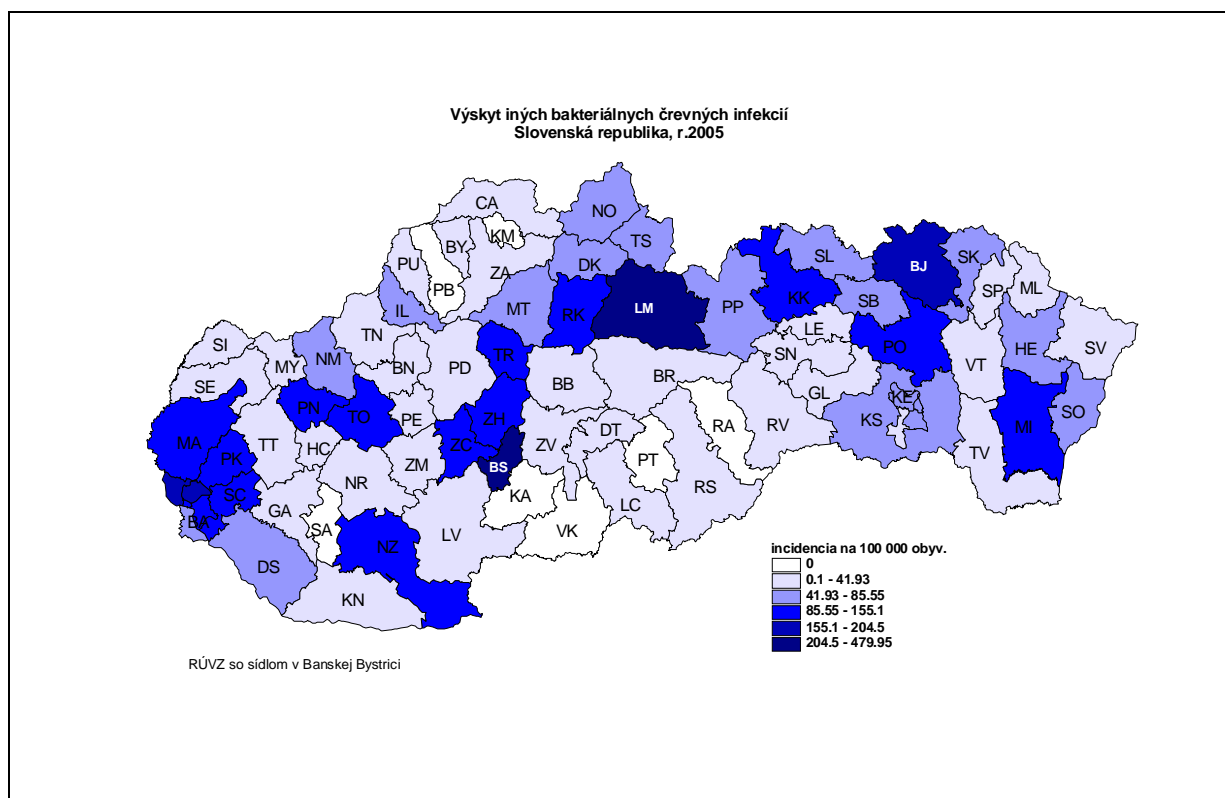 Výskyt iných bakteriálnych črevných infekcií
Slovenská republika, r.2005
CA
NO
KM
BY
TS
PU
ZA
DK
SL
BJ
SK
ML
SP
PB
IL
MT
RK
LM
PP
KK
SB
SI
TN
LE
PO
HE
SV
MY
NM
BN
PD
TR
SN
VT
SE
BB
BR
GL
KE
SO
PN
TO
PE
ZH
DT
RA
RV
KS
MI
MA
TT
HC
ZC
ZV
PT
TV
PK
ZM
BS
NR
RS
SC
GA
KA
LC
BA
SA
LV
VK
NZ
DS
KN
incidencia na 100 000 obyv.
0
0.1 - 41.93
41.93 - 85.55
85.55 - 155.1
155.1 - 204.5
204.5 - 479.95
RÚVZ so sídlom v Banskej Bystrici